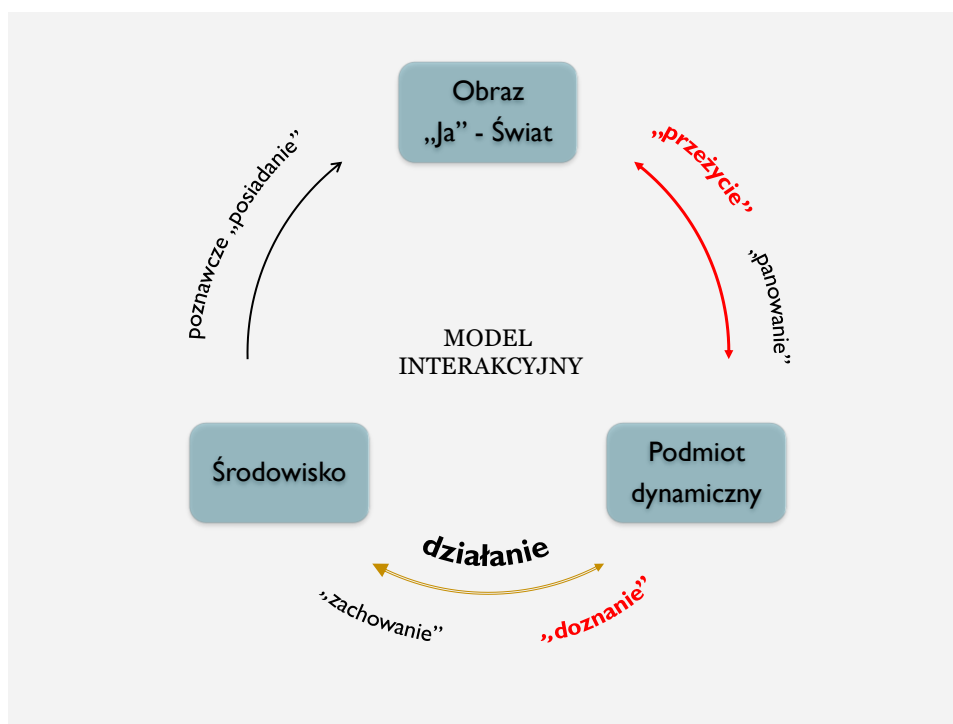 Obraz
„Ja” - Świat
poznawcze „posiadanie”
„przeżycie”
„panowanie”
MODEL
INTERAKCYJNY
Środowisko
Podmiot
dynamiczny
działanie
„zachowanie”
„doznanie”